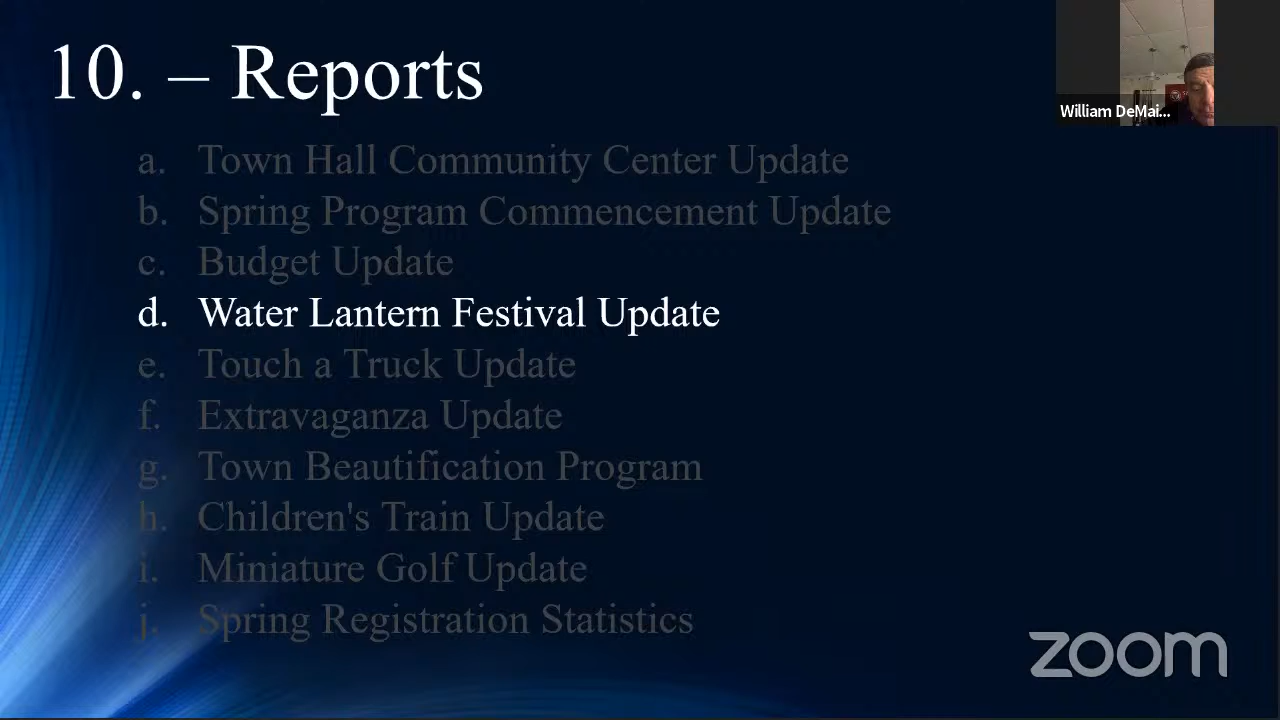 10. – Reports
William DeMai...
a. Town Hall Community Center Update
b. Spring Program Commencement Update
c. Budget Update
d. Water Lantern Festival Update
e. Touch a Truck Update
f. Extravaganza Update
g. Town Beautification Program
h. Children's Train Update
i. Miniature Golf Update
j. Spring Registration Statistics
zoom